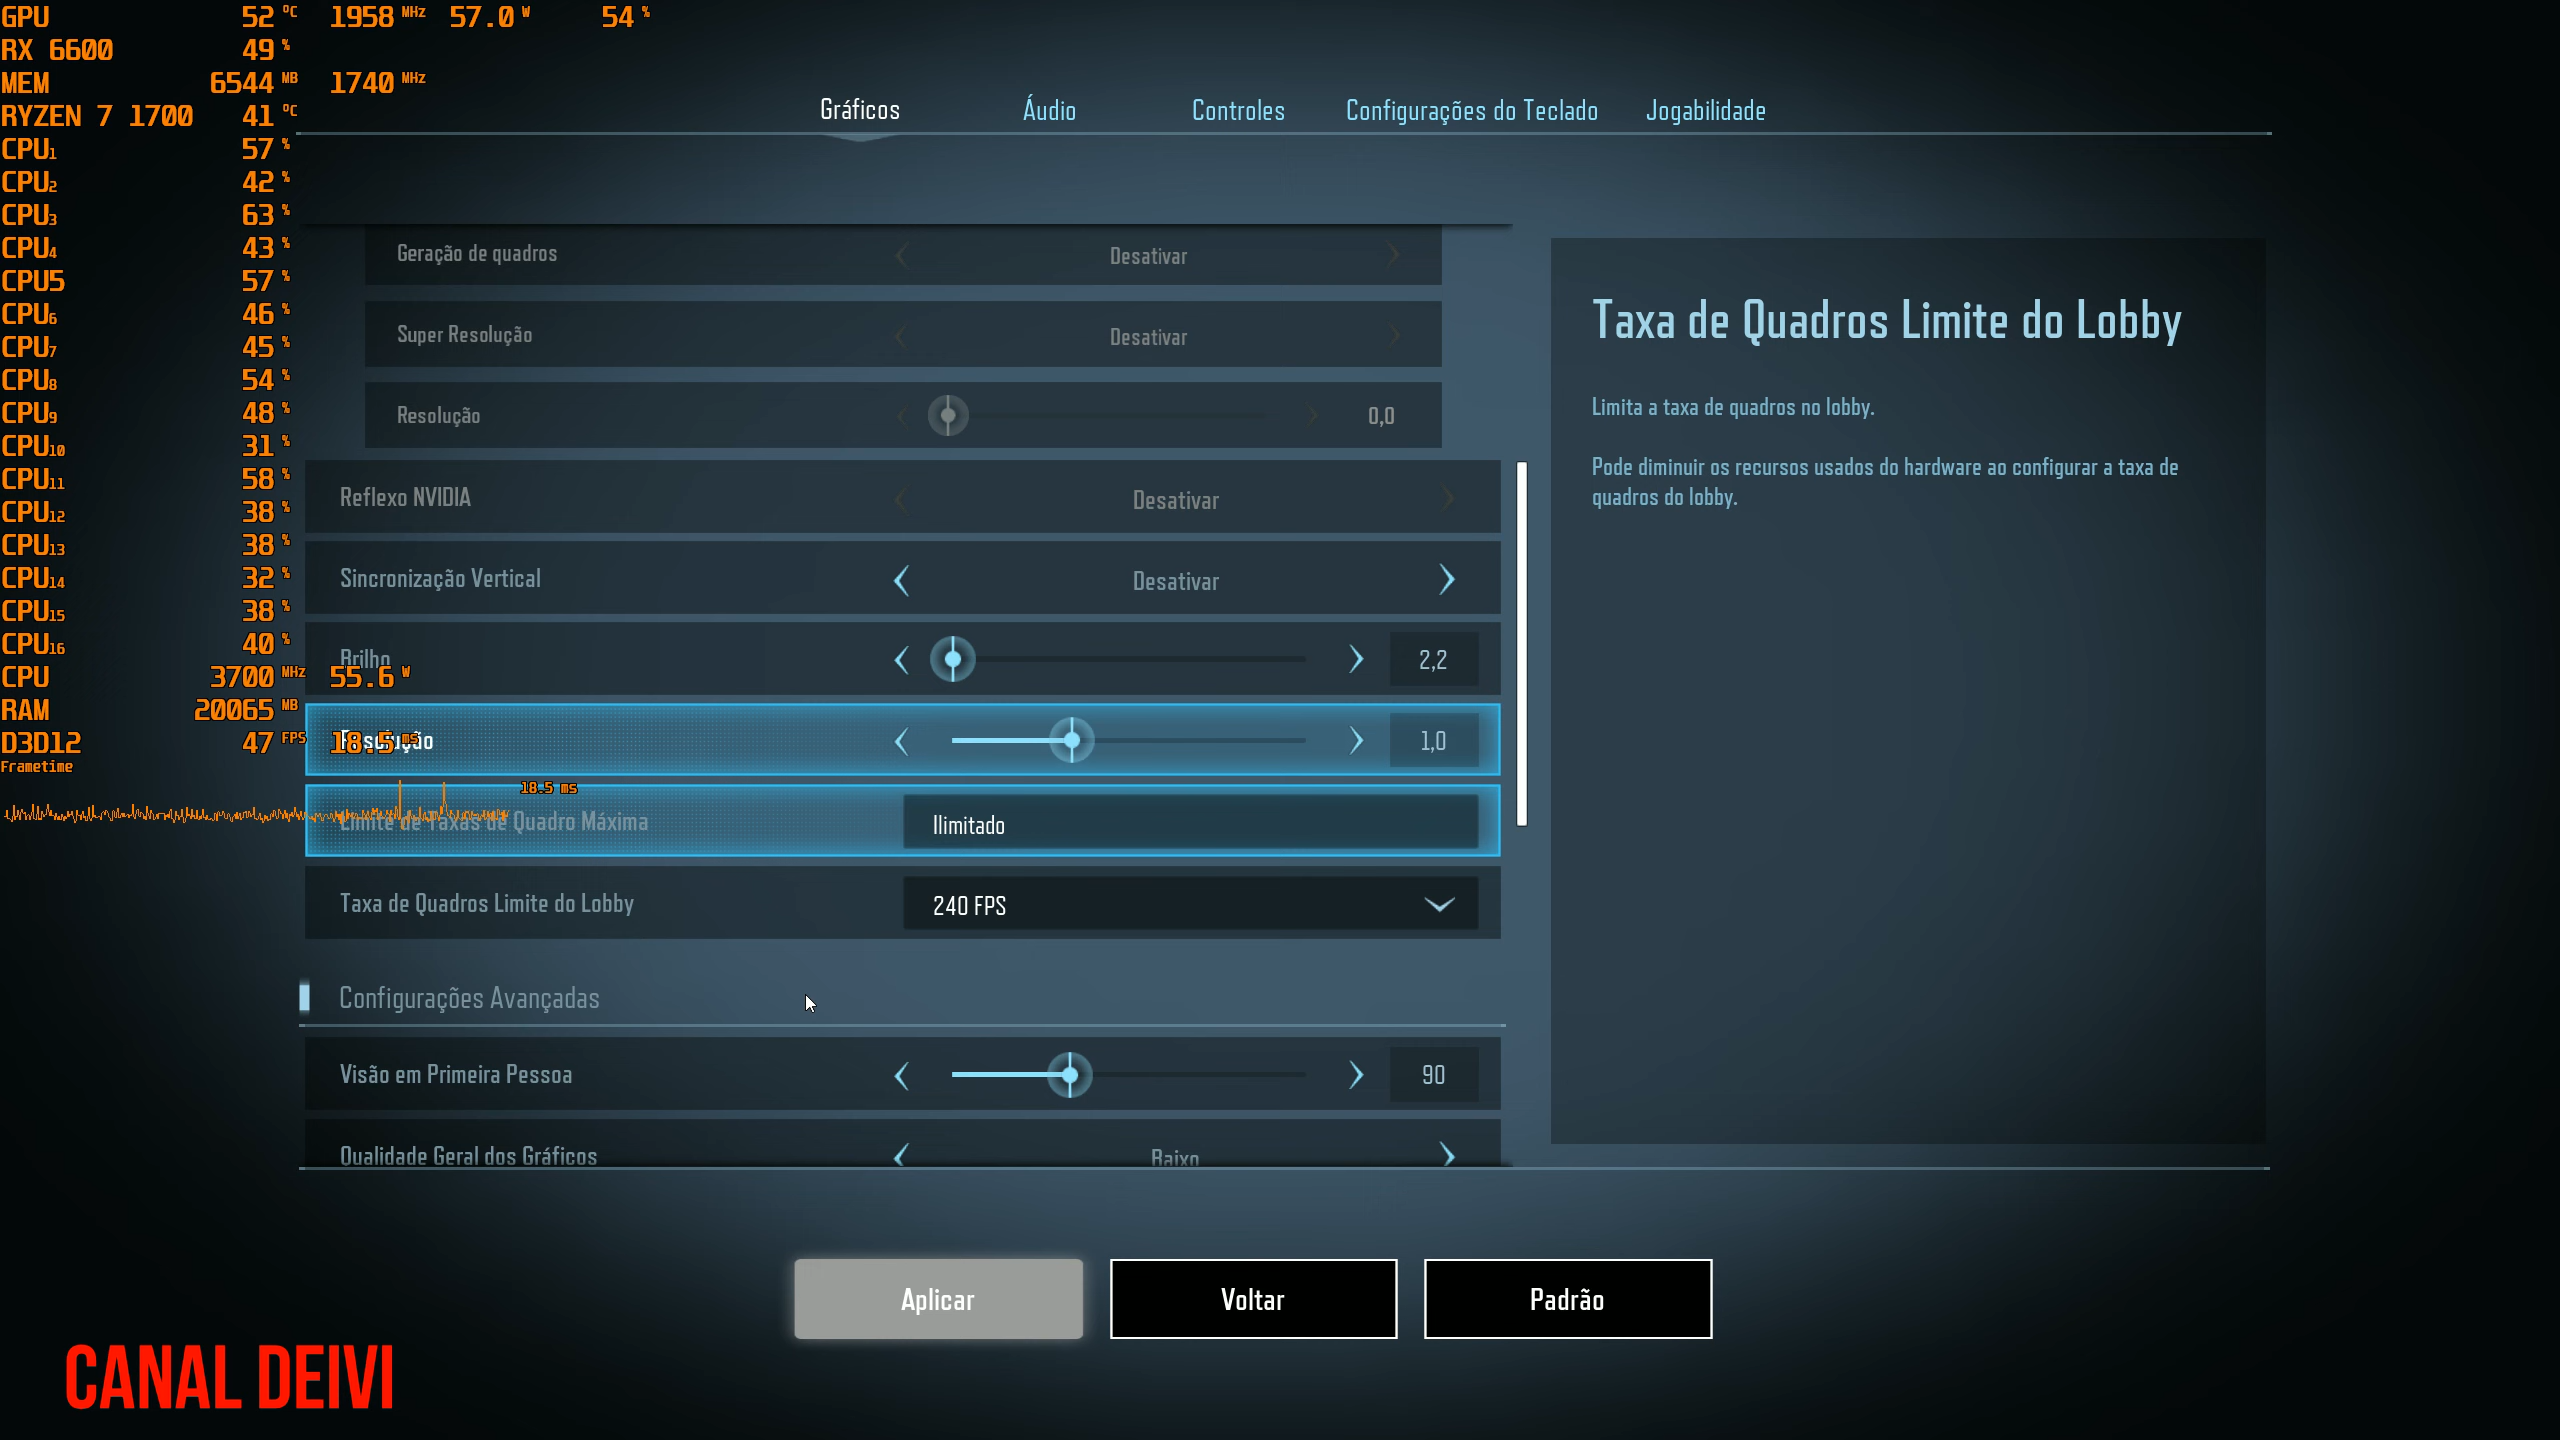 GPU 52 °C 1958 MHz 57.0 W 54 %
RX 6600 49 %
MEM 6544 MB 1740 MHz
RYZEN 7 1700 41 °C
CPU1 57 %
CPU2 42 %
CPU3 63 %
CPU4 43 %
CPU5 57 %
CPU6 46 %
CPU7 45 %
CPU8 54 %
CPU9 48 %
CPU10 31 %
CPU11 58 %
CPU12 38 %
CPU13 38 %
CPU14 32 %
CPU15 38 %
CPU16 40 %
CPU 3700 MHz 55.6 W
RAM 20065 MB
D3D12 47 FPS 18.5 ms
Frametime
18.5 ms
Gráficos Áudio Controles Configurações do Teclado Jogabilidade
Geração de quadros Desativar
Super Resolução Desativar
Resolução 0,0
Reflexo NVIDIA Desativar
Sincronização Vertical Desativar
Brilho 2,2
Resolução 1,0
Limite de Taxas de Quadro Máxima Ilimitado
Taxa de Quadros Limite do Lobby 240 FPS
Configurações Avançadas
Visão em Primeira Pessoa 90
Qualidade Geral dos Gráficos Baixo
Taxa de Quadros Limite do Lobby
Limita a taxa de quadros no lobby.
Pode diminuir os recursos usados do hardware ao configurar a taxa de
quadros do lobby.
Aplicar Voltar Padrão
CANAL DEIVI